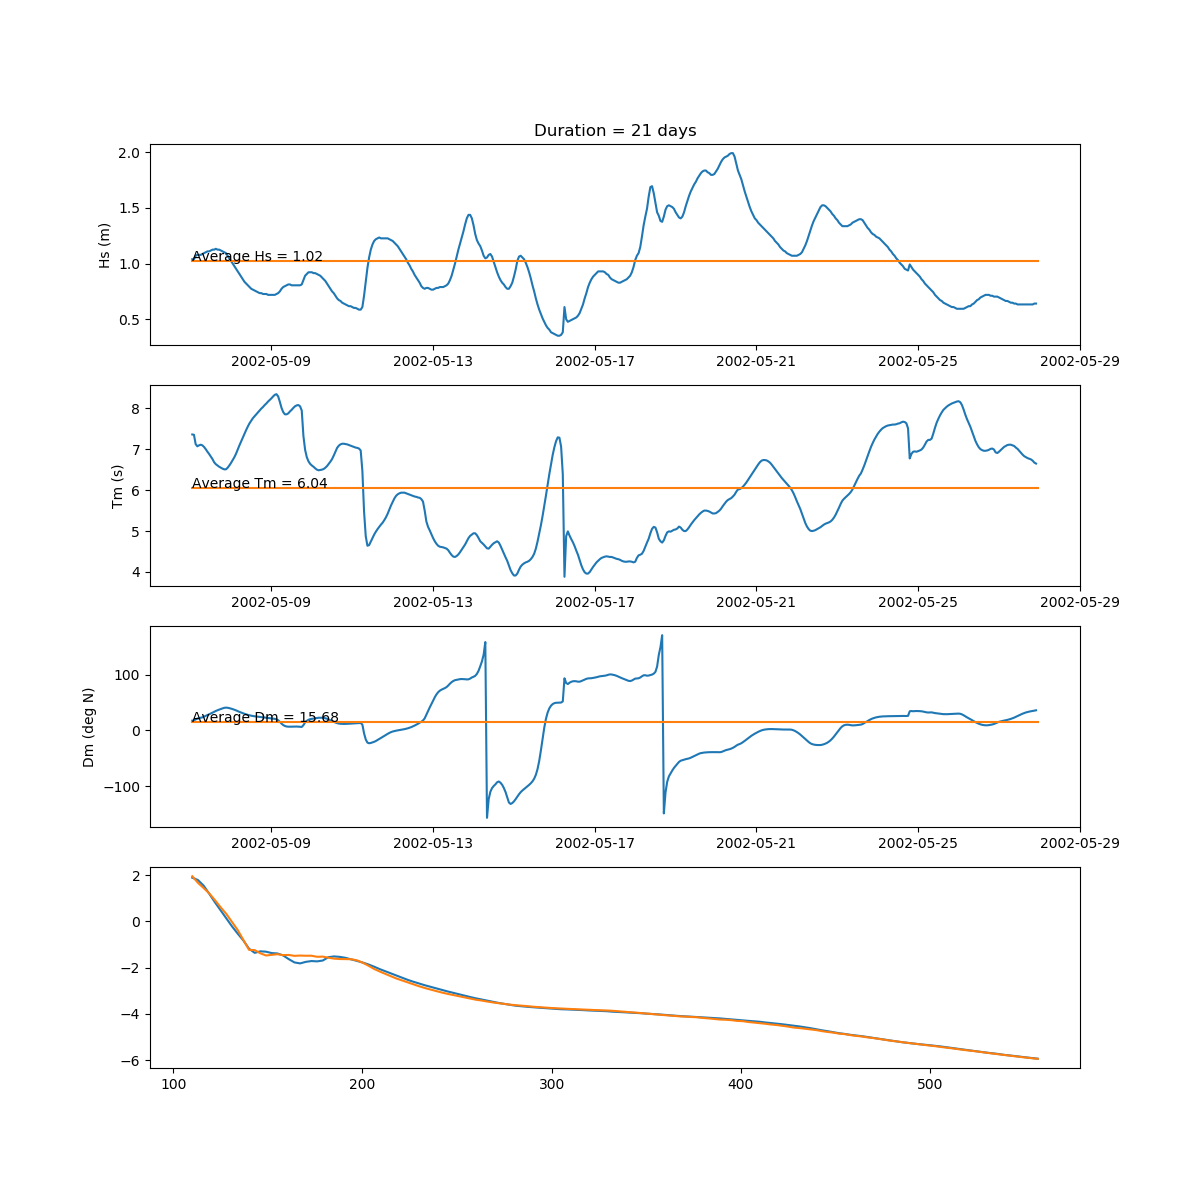 Duration = 21 days
2.0
1.5
1.0
0.5
Hs (m)
Average Hs = 1.02
2002-05-09 2002-05-13 2002-05-17 2002-05-21 2002-05-25 2002-05-29
8
7
6
5
4
Tm (s)
Average Tm = 6.04
2002-05-09 2002-05-13 2002-05-17 2002-05-21 2002-05-25 2002-05-29
100
0
−100
Dm (deg N)
Average Dm = 15.68
2002-05-09 2002-05-13 2002-05-17 2002-05-21 2002-05-25 2002-05-29
2
0
−2
−4
−6
100 200 300 400 500